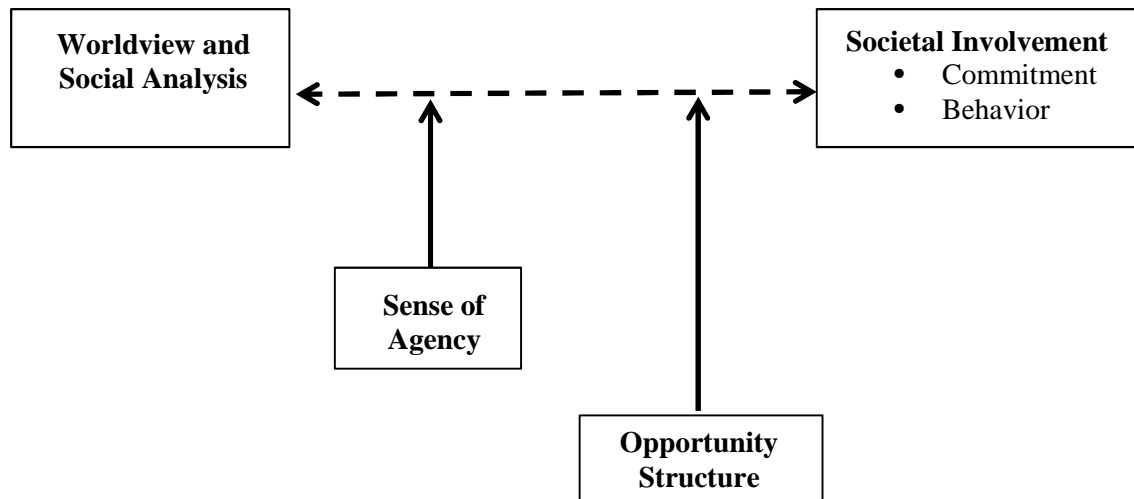 Worldview and
Social Analysis
Societal Involvement
• Commitment
• Behavior
Sense of
Agency
Opportunity
Structure